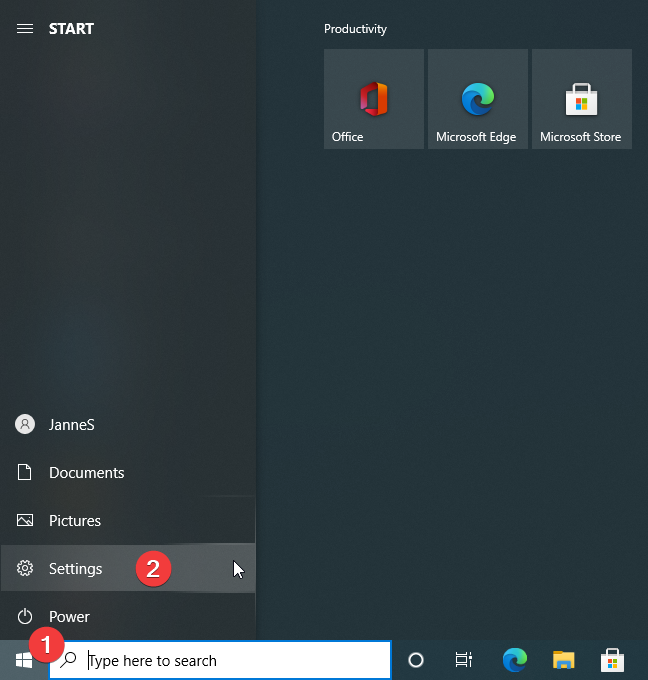 START
Productivity
Office
Microsoft Edge
Microsoft Store
JanneS
Documents
Pictures
Settings
2
Power
1
Type here to search